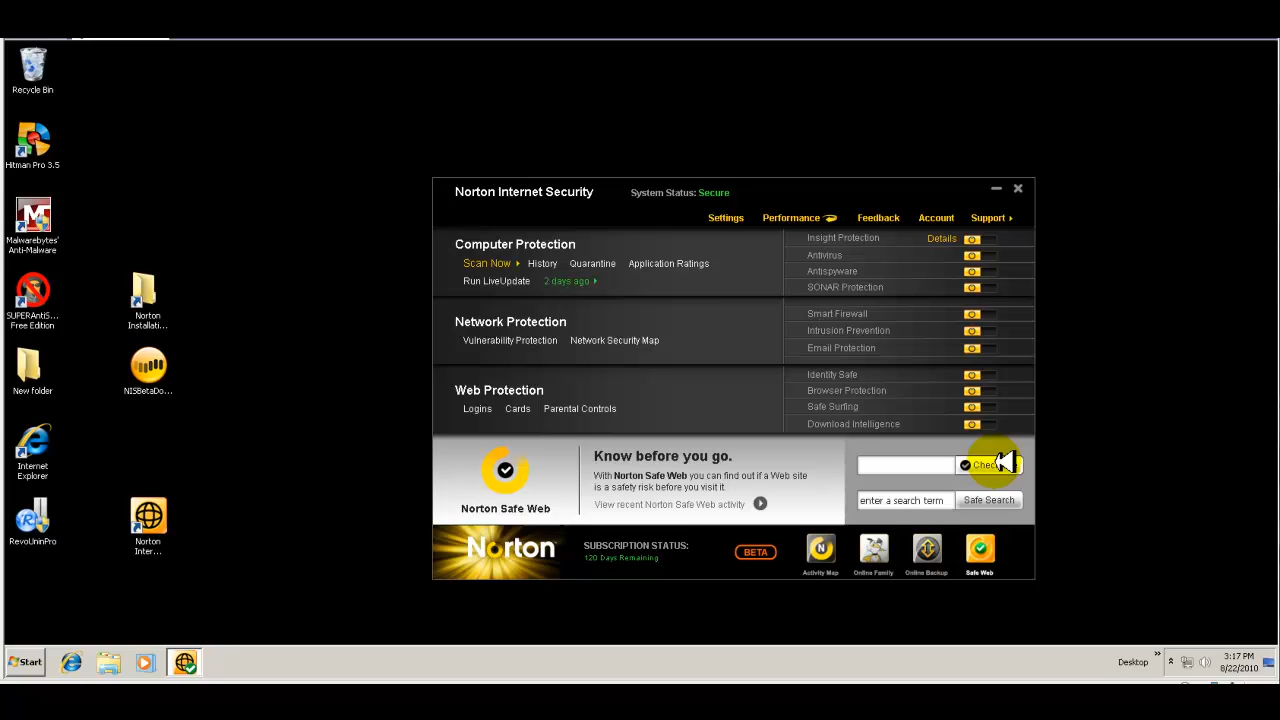 Recycle Bin
Hitman Pro 3.5
Malwarebytes'
Anti-Malware
SUPERAntiS...
Free Edition
Norton
Installati...
New folder
NISBetaDo...
Internet
Explorer
RevoUninPro
Norton
Inter...
Norton Internet Security
System Status: Secure
Settings
Performance
Feedback
Account
Support
Computer Protection
Scan Now
History
Quarantine
Application Ratings
Run LiveUpdate
2 days ago
Insight Protection
Details
Antivirus
Antispyware
SONAR Protection
Network Protection
Vulnerability Protection
Network Security Map
Smart Firewall
Intrusion Prevention
Email Protection
Web Protection
Logins
Cards
Parental Controls
Identity Safe
Browser Protection
Safe Surfing
Download Intelligence
Norton Safe Web
Know before you go.
With Norton Safe Web you can find out if a Web site
is a safety risk before you visit it.
View recent Norton Safe Web activity
enter a search term
Safe Search
Norton
SUBSCRIPTION STATUS:
120 Days Remaining
BETA
Activity Map
Online Family
Online Backup
Safe Web
Start
Desktop
3:17 PM
8/22/2010